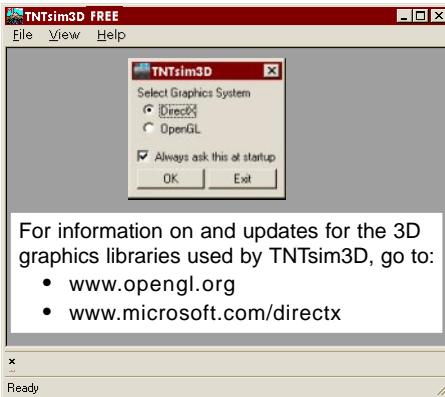 TNTsim3D FREE
File View Help
TNTsim3D
Select Graphics System
DirectX
OpenGL
Always ask this at startup
OK Exit
For information on and updates for the 3D
graphics libraries used by TNTsim3D, go to:
• www.opengl.org
• www.microsoft.com/directx
Ready